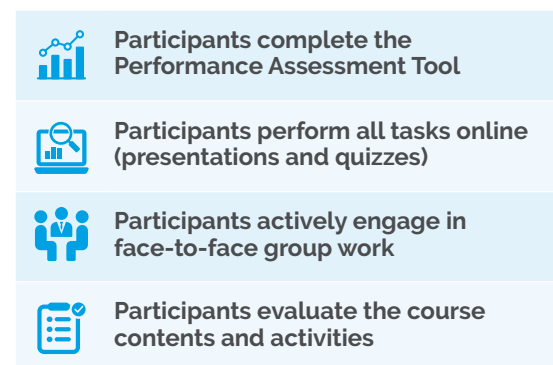 Participants complete the
Performance Assessment Tool
Participants perform all tasks online
(presentations and quizzes)
Participants actively engage in
face-to-face group work
Participants evaluate the course
contents and activities